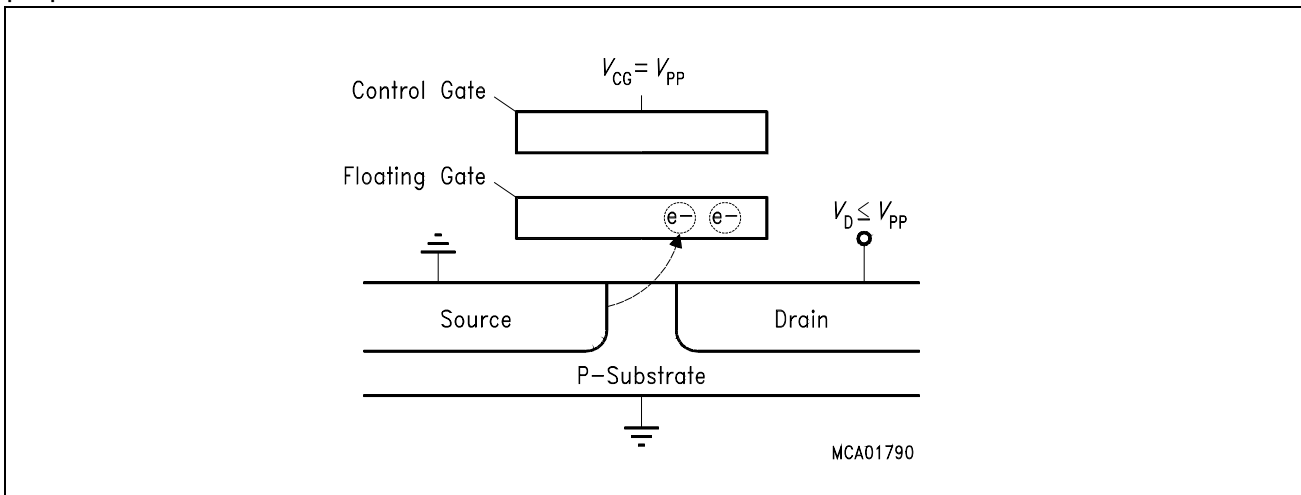 V_CG = V_PP
Control Gate
Floating Gate
e− e−
V_D ≤ V_PP
Source
Drain
P–Substrate
MCA01790